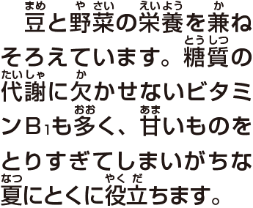 豆と野菜の栄養を兼ね
そろえています。糖質の
代謝に欠かせないビタミ
ンB₁も多く、甘いものを
とりすぎてしまいがちな
夏にとくに役立ちます。